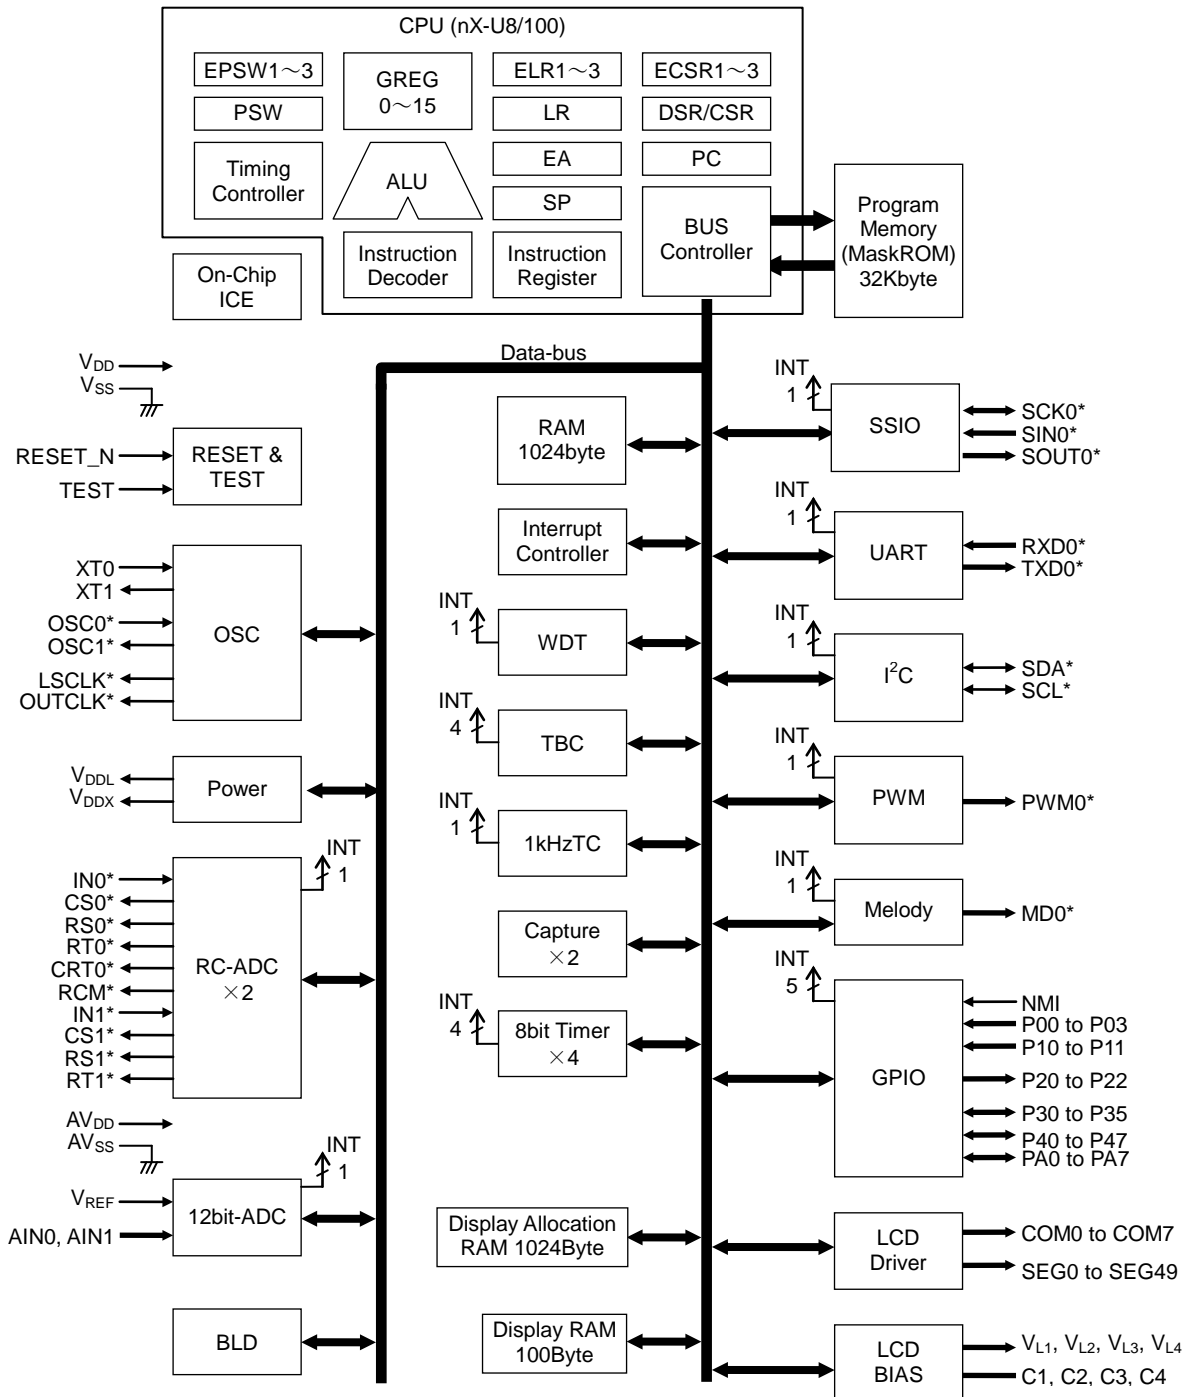 CPU (nX-U8/100)
EPSW1～3
GREG
0～15
ELR1～3
ECSR1～3
PSW
LR
DSR/CSR
Timing
Controller
ALU
EA
PC
SP
BUS
Controller
Program
Memory
(MaskROM)
32Kbyte
Instruction
Decoder
Instruction
Register
On-Chip
ICE
Data-bus
VDD
VSS
RESET_N
TEST
RESET &
TEST
XT0
XT1
OSC0*
OSC1*
LSCLK*
OUTCLK*
OSC
VDDL
VDDX
Power
IN0*
CS0*
RS0*
RT0*
CRT0*
RCM*
IN1*
CS1*
RS1*
RT1*
RC-ADC
×2
INT
1
AVDD
AVSS
VREF
AIN0, AIN1
12bit-ADC
INT
1
BLD
RAM
1024byte
Interrupt
Controller
INT
1
WDT
INT
4
TBC
INT
1
1kHzTC
Capture
×2
INT
4
8bit Timer
×4
Display Allocation
RAM 1024Byte
Display RAM
100Byte
INT
1
SSIO
SCK0*
SIN0*
SOUT0*
INT
1
UART
RXD0*
TXD0*
INT
1
I²C
SDA*
SCL*
INT
1
PWM
PWM0*
INT
1
Melody
MD0*
INT
5
GPIO
NMI
P00 to P03
P10 to P11
P20 to P22
P30 to P35
P40 to P47
PA0 to PA7
LCD
Driver
COM0 to COM7
SEG0 to SEG49
LCD
BIAS
VL1, VL2, VL3, VL4
C1, C2, C3, C4